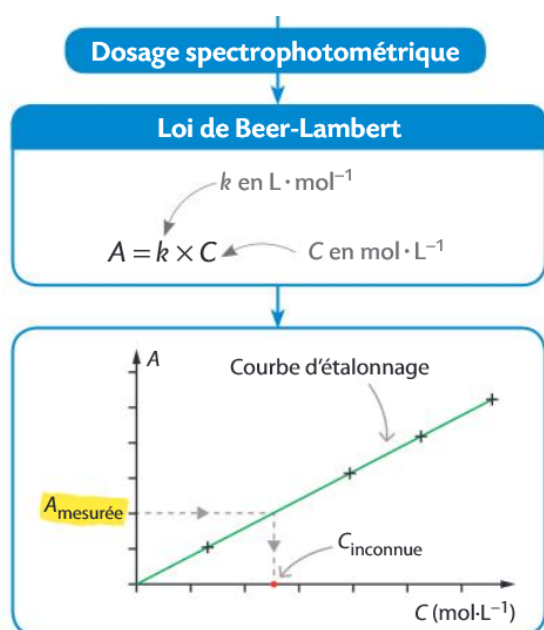 Dosage spectrophotométrique
Loi de Beer-Lambert
k en L·mol⁻¹
A = k × C
C en mol·L⁻¹
A
Courbe d'étalonnage
Amesurée
Cinconnue
C (mol·L⁻¹)